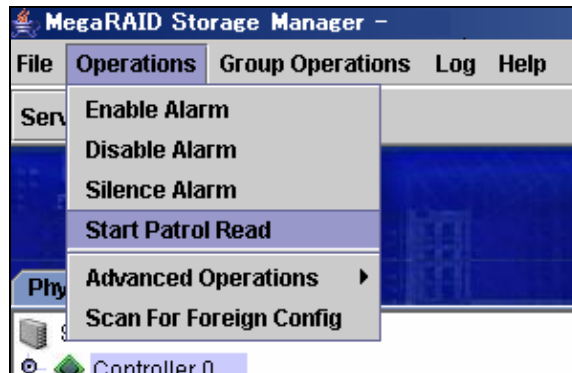 MegaRAID Storage Manager -
File Operations Group Operations Log Help
Enable Alarm
Disable Alarm
Silence Alarm
Start Patrol Read
Advanced Operations
Scan For Foreign Config
Controller 0